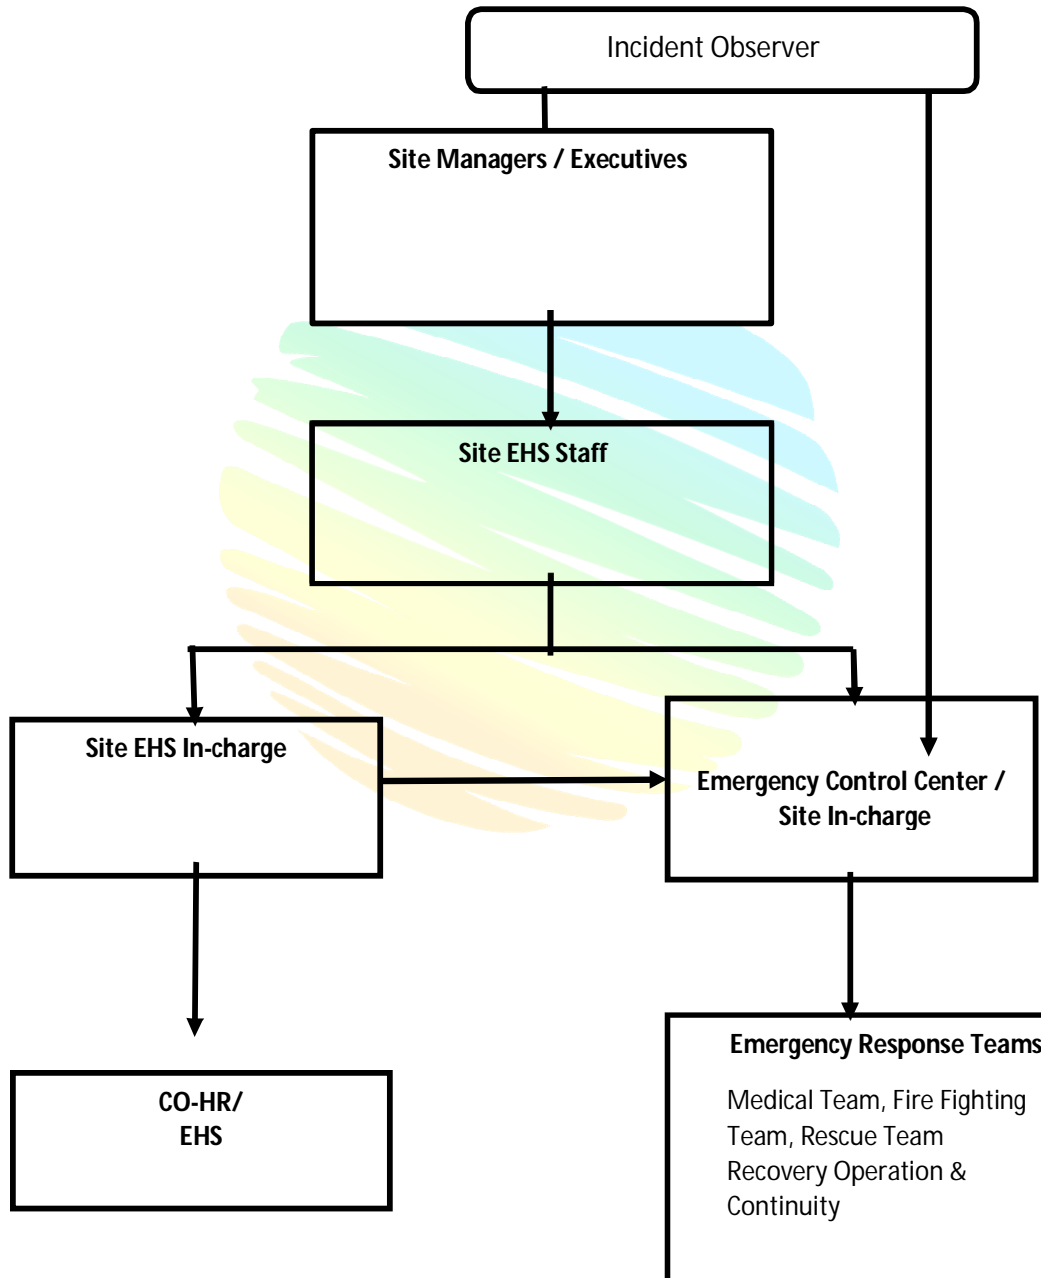 Incident Observer
Site Managers / Executives
Site EHS Staff
Site EHS In-charge
Emergency Control Center /
Site In-charge
Emergency Response Teams
Medical Team, Fire Fighting
Team, Rescue Team
Recovery Operation &
Continuity
CO-HR/
EHS